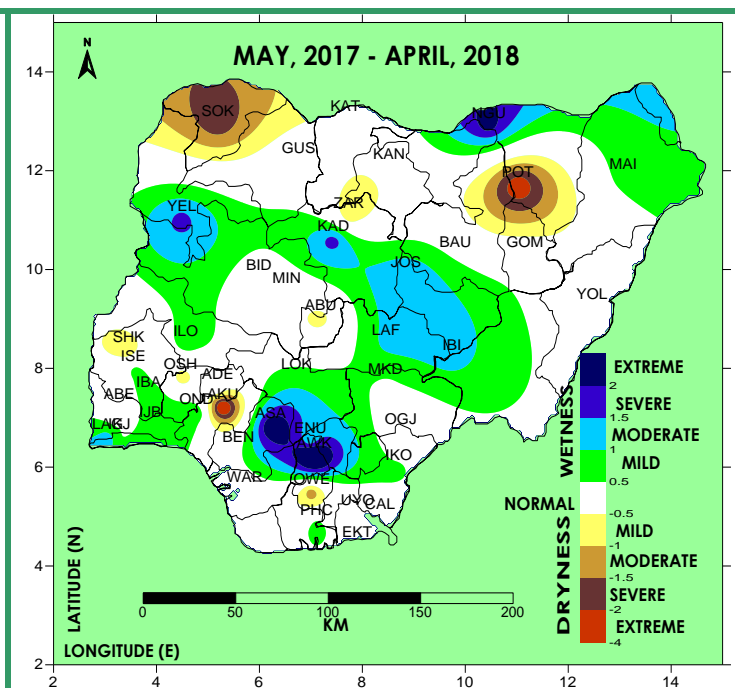 MAY, 2017 - APRIL, 2018
N
14
12
10
8
6
4
2
SOK
KAT
NGU
GUS
KAN
MAI
POT
ZAR
YEL
KAD
BAU
GOM
JOS
BID
MIN
YOL
ABU
ILO
LAF
SHK
IBI
ISE
OSH
LOK
MKD
ADE
IBA
ABE
OND
AKU
IJB
ASA
OGJ
LAG
IKJ
ENU
BEN
AWK
IKO
WAR
OWE
UYO
CAL
PHC
EKT
WETNESS
EXTREME
2
SEVERE
1.5
MODERATE
1
MILD
0.5
NORMAL
-0.5
DRYNESS
MILD
-1
MODERATE
-1.5
SEVERE
-2
EXTREME
-4
0 50 100 150 200
KM
LATITUDE (N)
LONGITUDE (E)
2 4 6 8 10 12 14